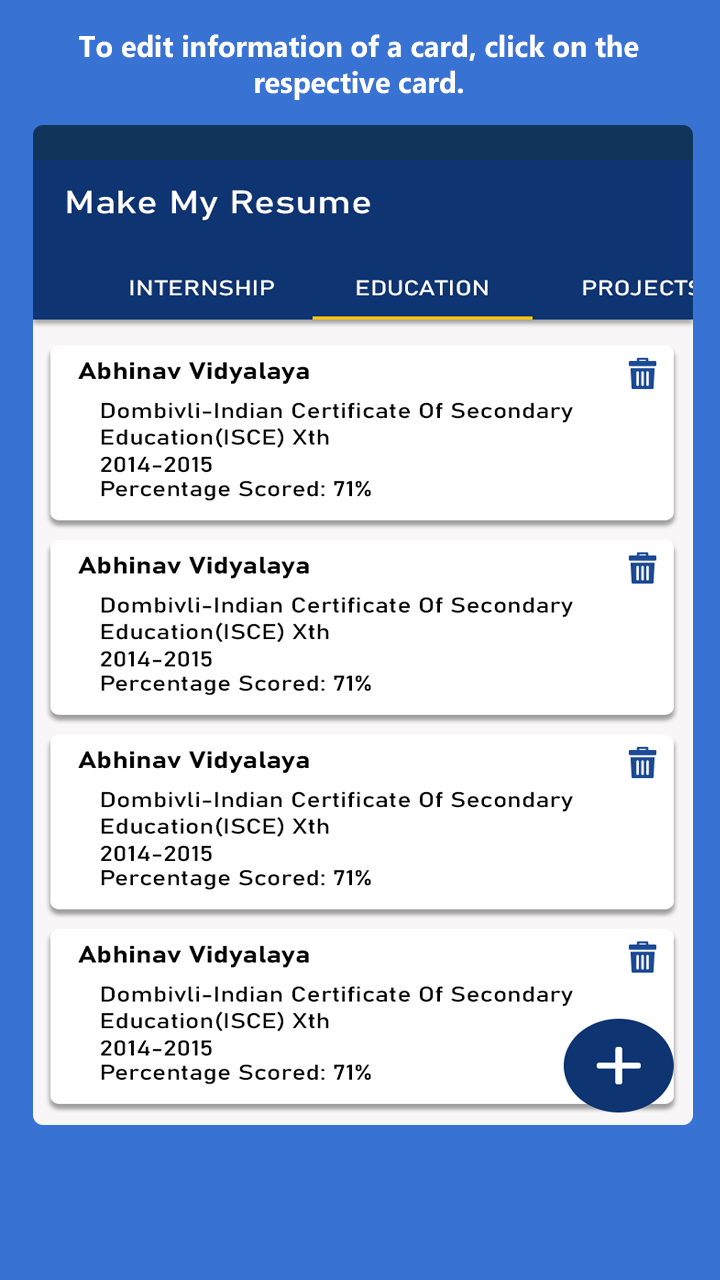 To edit information of a card, click on the
respective card.
Make My Resume
INTERNSHIP EDUCATION PROJECTS
Abhinav Vidyalaya
Dombivli-Indian Certificate Of Secondary
Education(ISCE) Xth
2014-2015
Percentage Scored: 71%
Abhinav Vidyalaya
Dombivli-Indian Certificate Of Secondary
Education(ISCE) Xth
2014-2015
Percentage Scored: 71%
Abhinav Vidyalaya
Dombivli-Indian Certificate Of Secondary
Education(ISCE) Xth
2014-2015
Percentage Scored: 71%
Abhinav Vidyalaya
Dombivli-Indian Certificate Of Secondary
Education(ISCE) Xth
2014-2015
Percentage Scored: 71%